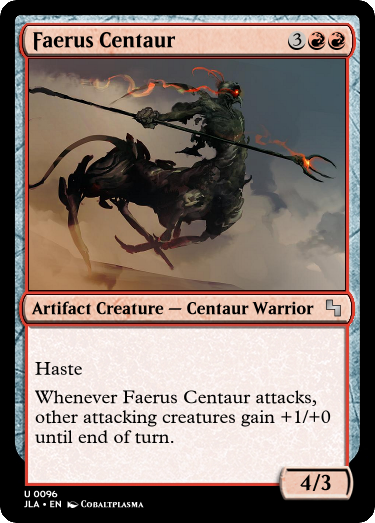 Faerus Centaur 3
Artifact Creature — Centaur Warrior
Haste
Whenever Faerus Centaur attacks,
other attacking creatures gain +1/+0
until end of turn.
4/3
U 0096
JLA • EN Cobaltplasma